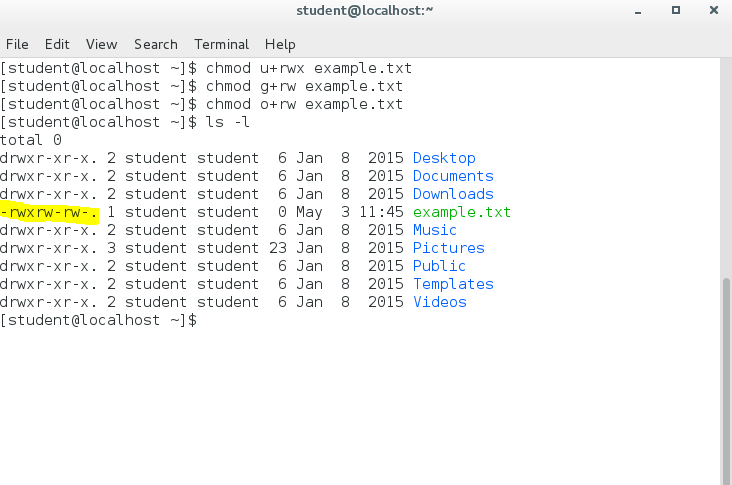 student@localhost:~
File Edit View Search Terminal Help
[student@localhost ~]$ chmod u+rwx example.txt
[student@localhost ~]$ chmod g+rw example.txt
[student@localhost ~]$ chmod o+rw example.txt
[student@localhost ~]$ ls -l
total 0
drwxr-xr-x. 2 student student  6 Jan  8  2015 Desktop
drwxr-xr-x. 2 student student  6 Jan  8  2015 Documents
drwxr-xr-x. 2 student student  6 Jan  8  2015 Downloads
-rwxrw-rw-. 1 student student  0 May  3 11:45 example.txt
drwxr-xr-x. 2 student student  6 Jan  8  2015 Music
drwxr-xr-x. 3 student student 23 Jan  8  2015 Pictures
drwxr-xr-x. 2 student student  6 Jan  8  2015 Public
drwxr-xr-x. 2 student student  6 Jan  8  2015 Templates
drwxr-xr-x. 2 student student  6 Jan  8  2015 Videos
[student@localhost ~]$